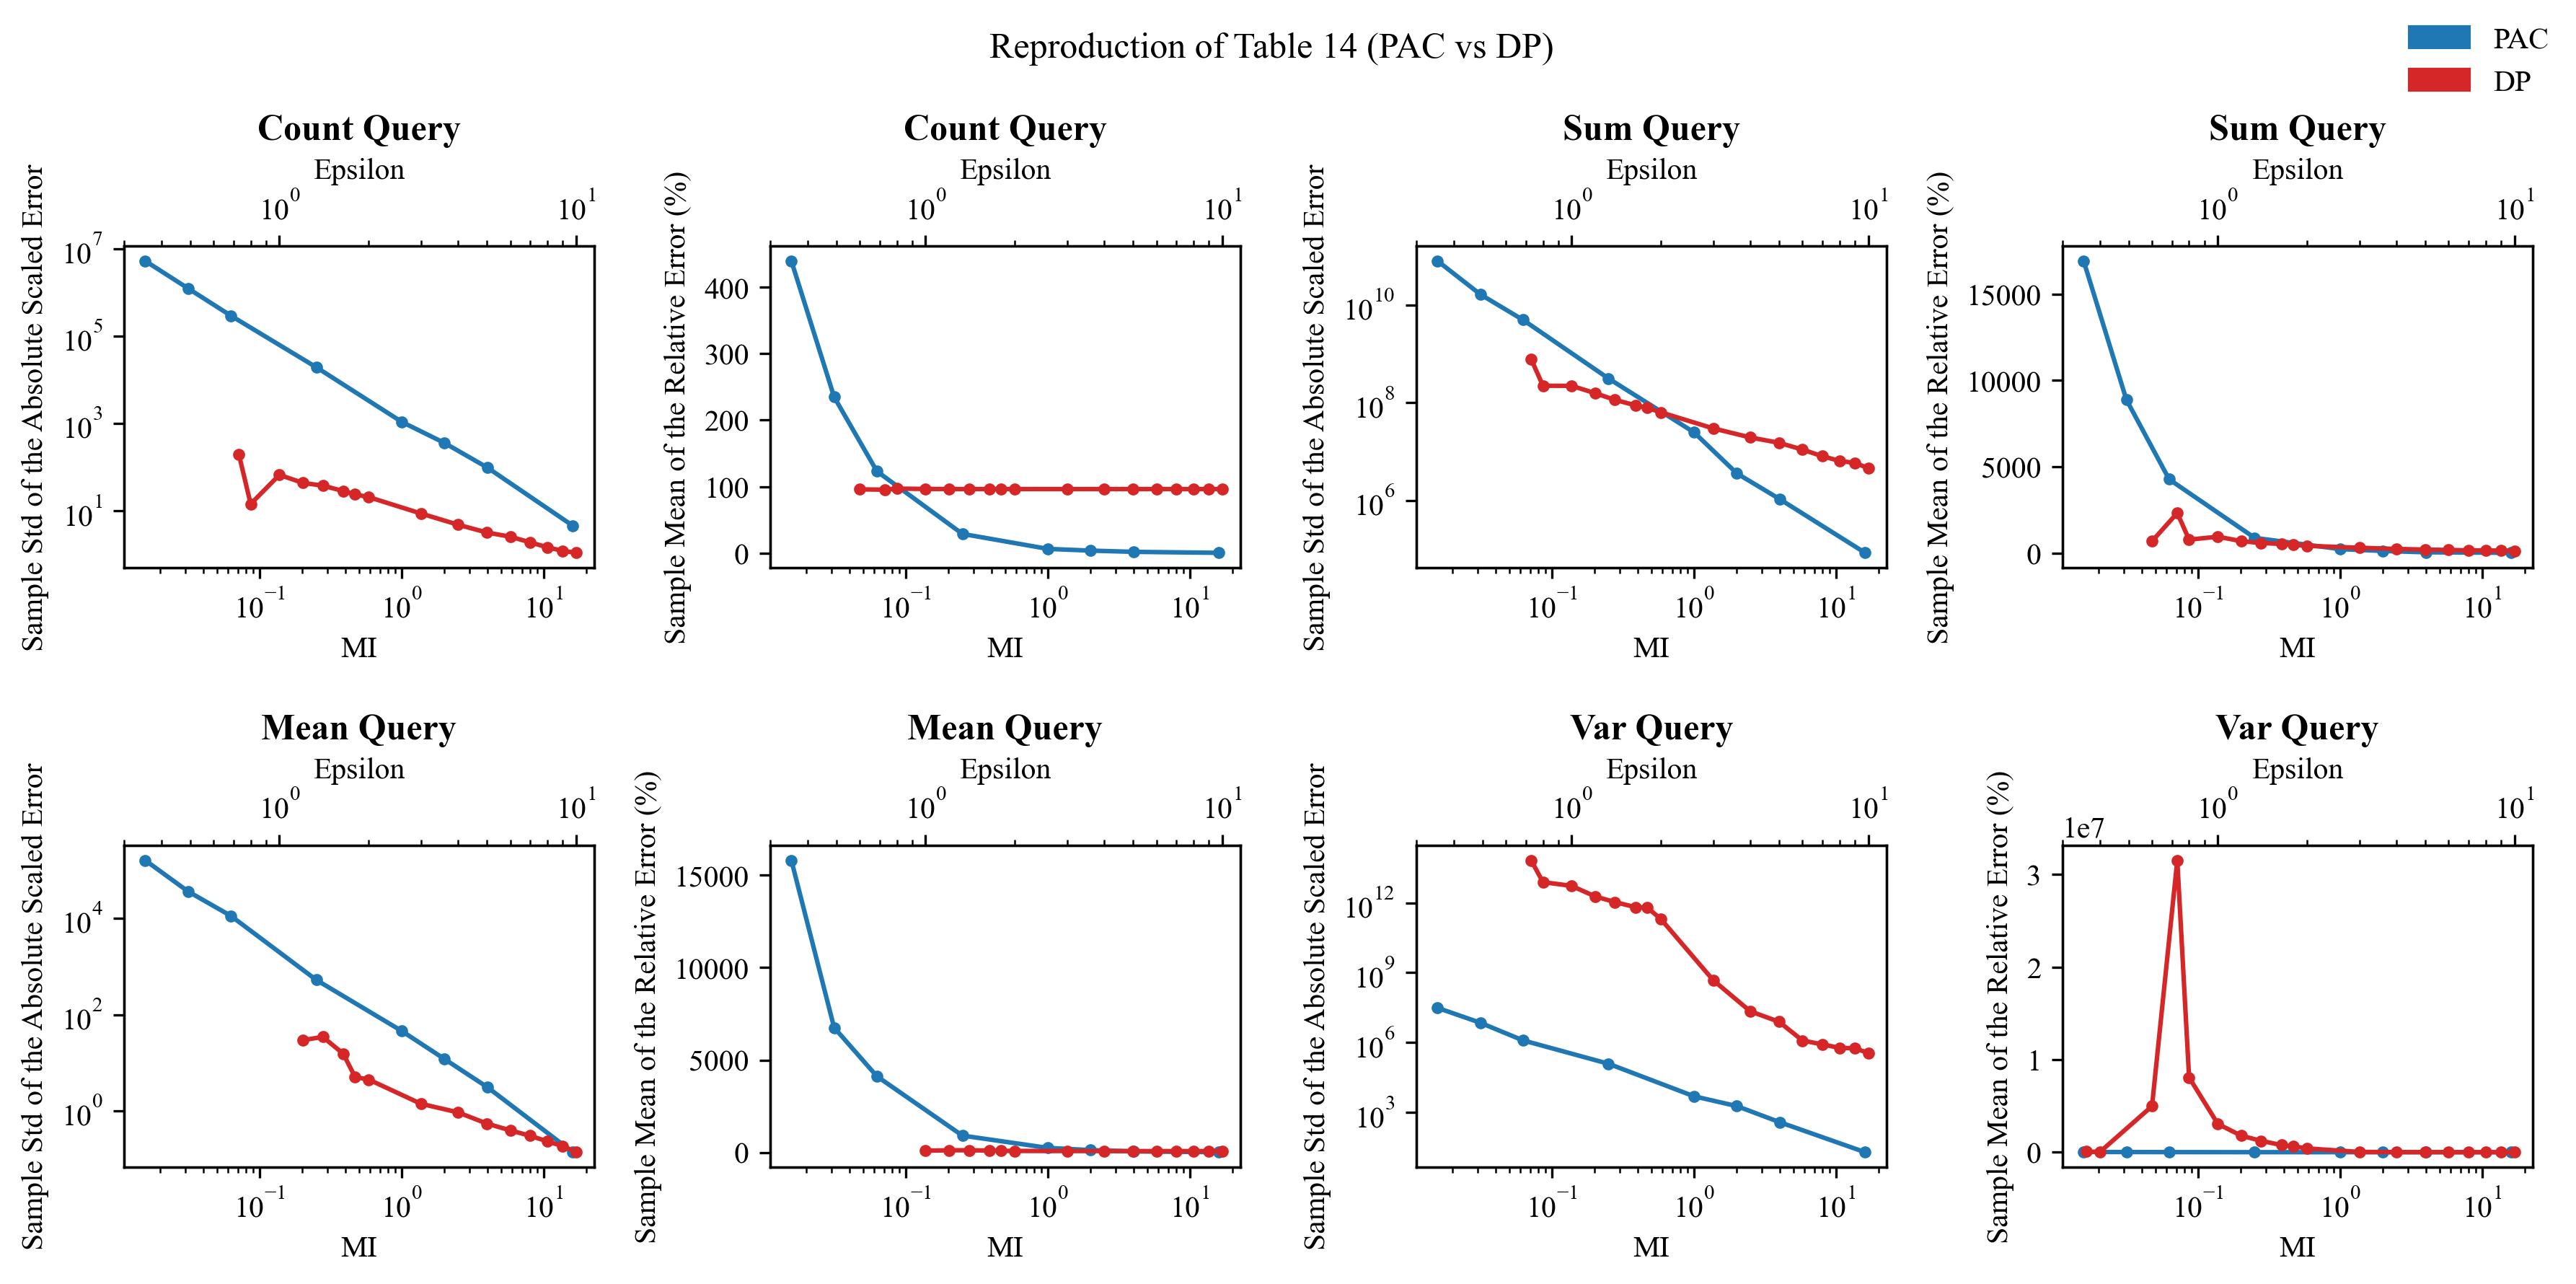 Reproduction of Table 14 (PAC vs DP)
PAC
DP
Count Query
Epsilon
10^0 10^1
Sample Std of the Absolute Scaled Error
10^7
10^5
10^3
10^1
10^−1 10^0 10^1
MI
Count Query
Epsilon
10^0 10^1
Sample Mean of the Relative Error (%)
400
300
200
100
0
10^−1 10^0 10^1
MI
Sum Query
Epsilon
10^0 10^1
Sample Std of the Absolute Scaled Error
10^10
10^8
10^6
10^−1 10^0 10^1
MI
Sum Query
Epsilon
10^0 10^1
Sample Mean of the Relative Error (%)
15000
10000
5000
0
10^−1 10^0 10^1
MI
Mean Query
Epsilon
10^0 10^1
Sample Std of the Absolute Scaled Error
10^4
10^2
10^0
10^−1 10^0 10^1
MI
Mean Query
Epsilon
10^0 10^1
Sample Mean of the Relative Error (%)
15000
10000
5000
0
10^−1 10^0 10^1
MI
Var Query
Epsilon
10^0 10^1
Sample Std of the Absolute Scaled Error
10^12
10^9
10^6
10^3
10^−1 10^0 10^1
MI
Var Query
Epsilon
10^0 10^1
1e7
Sample Mean of the Relative Error (%)
3
2
1
0
10^−1 10^0 10^1
MI